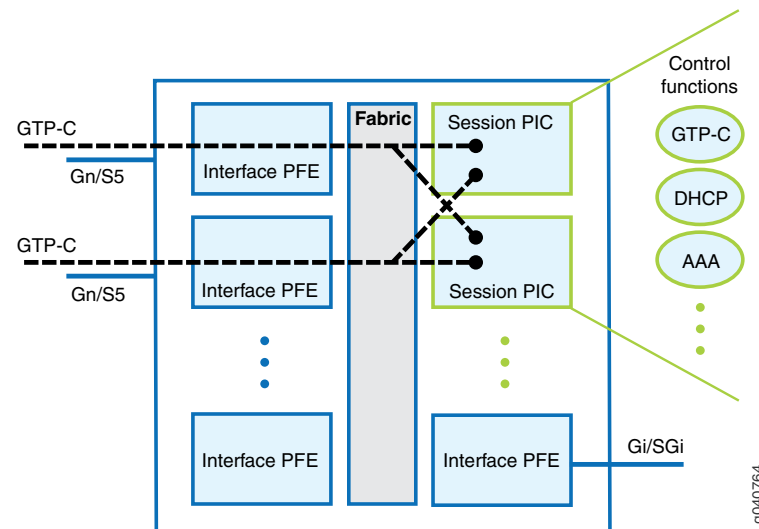 Control
functions
GTP-C
Gn/S5
GTP-C
Gn/S5
Interface PFE
Interface PFE
Interface PFE
Fabric
Session PIC
Session PIC
Interface PFE
Gi/SGi
GTP-C
DHCP
AAA
g040764